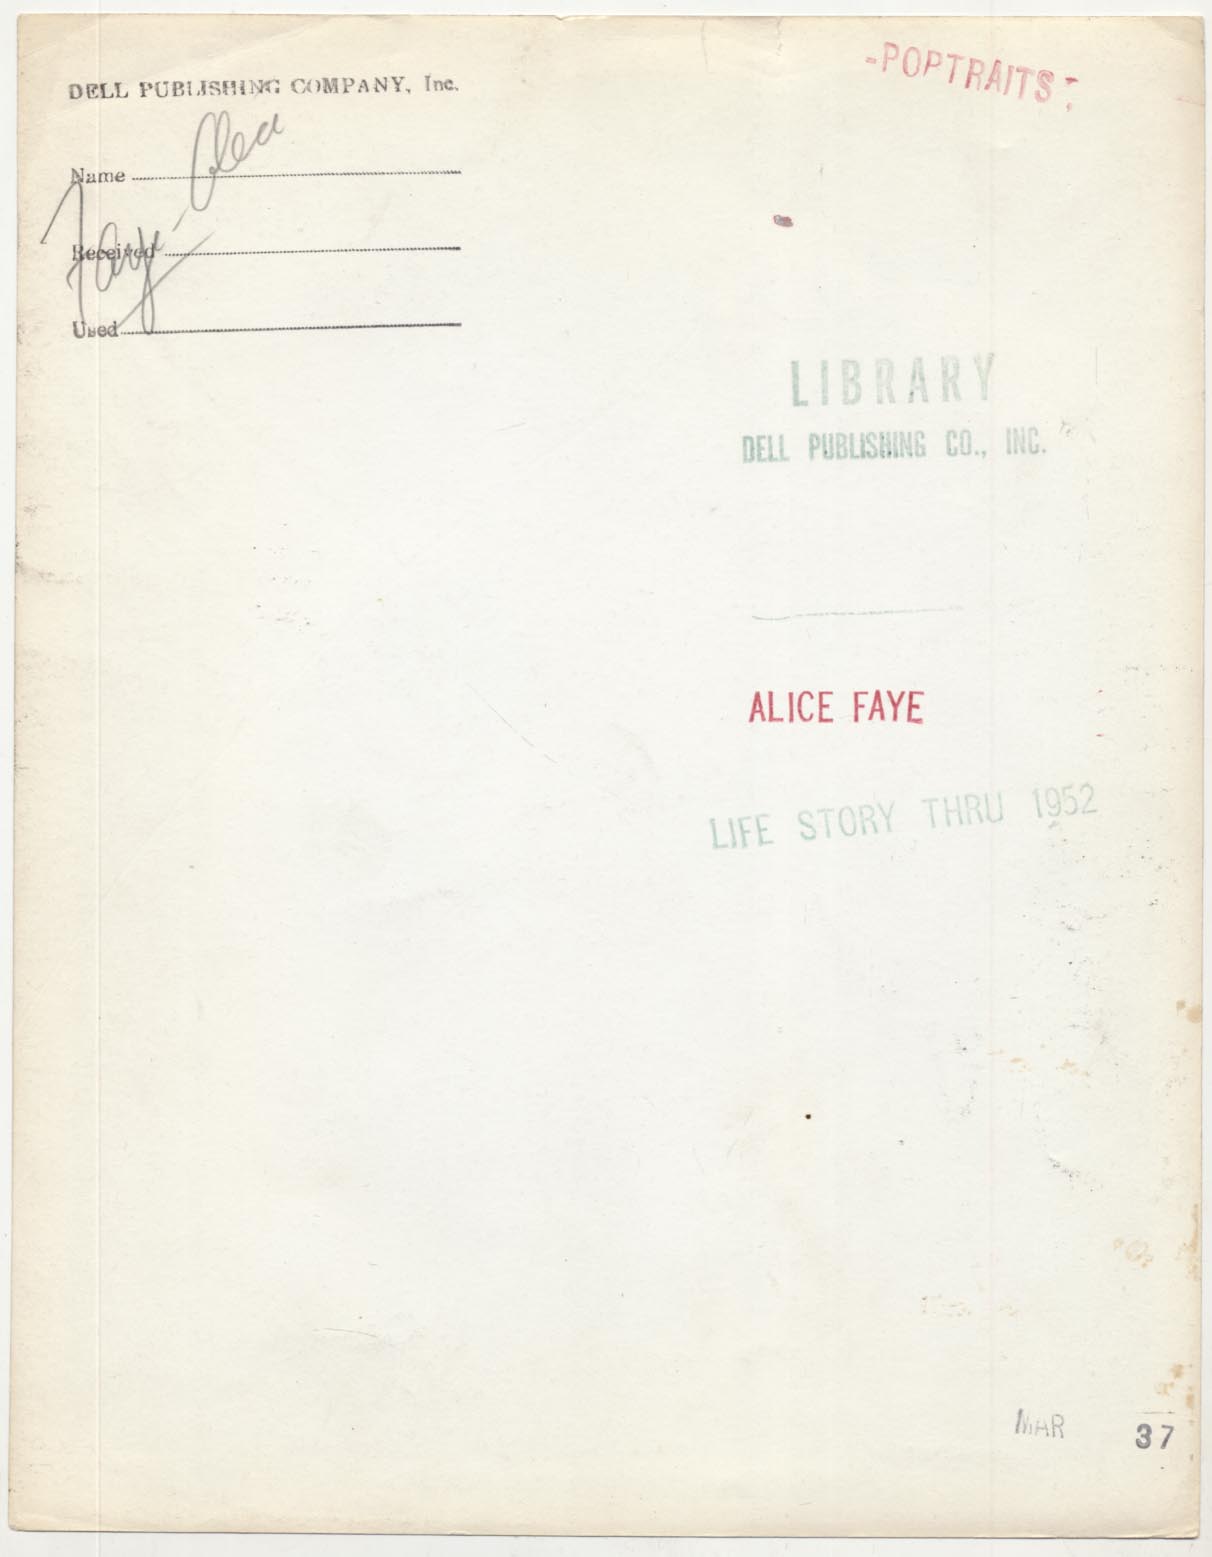 DELL PUBLISHING COMPANY, Inc.
-POPTRAITS-
Name
Received
Used
Faye-Alice
LIBRARY
DELL PUBLISHING CO., INC.
ALICE FAYE
LIFE STORY THRU 1952
MAR 37